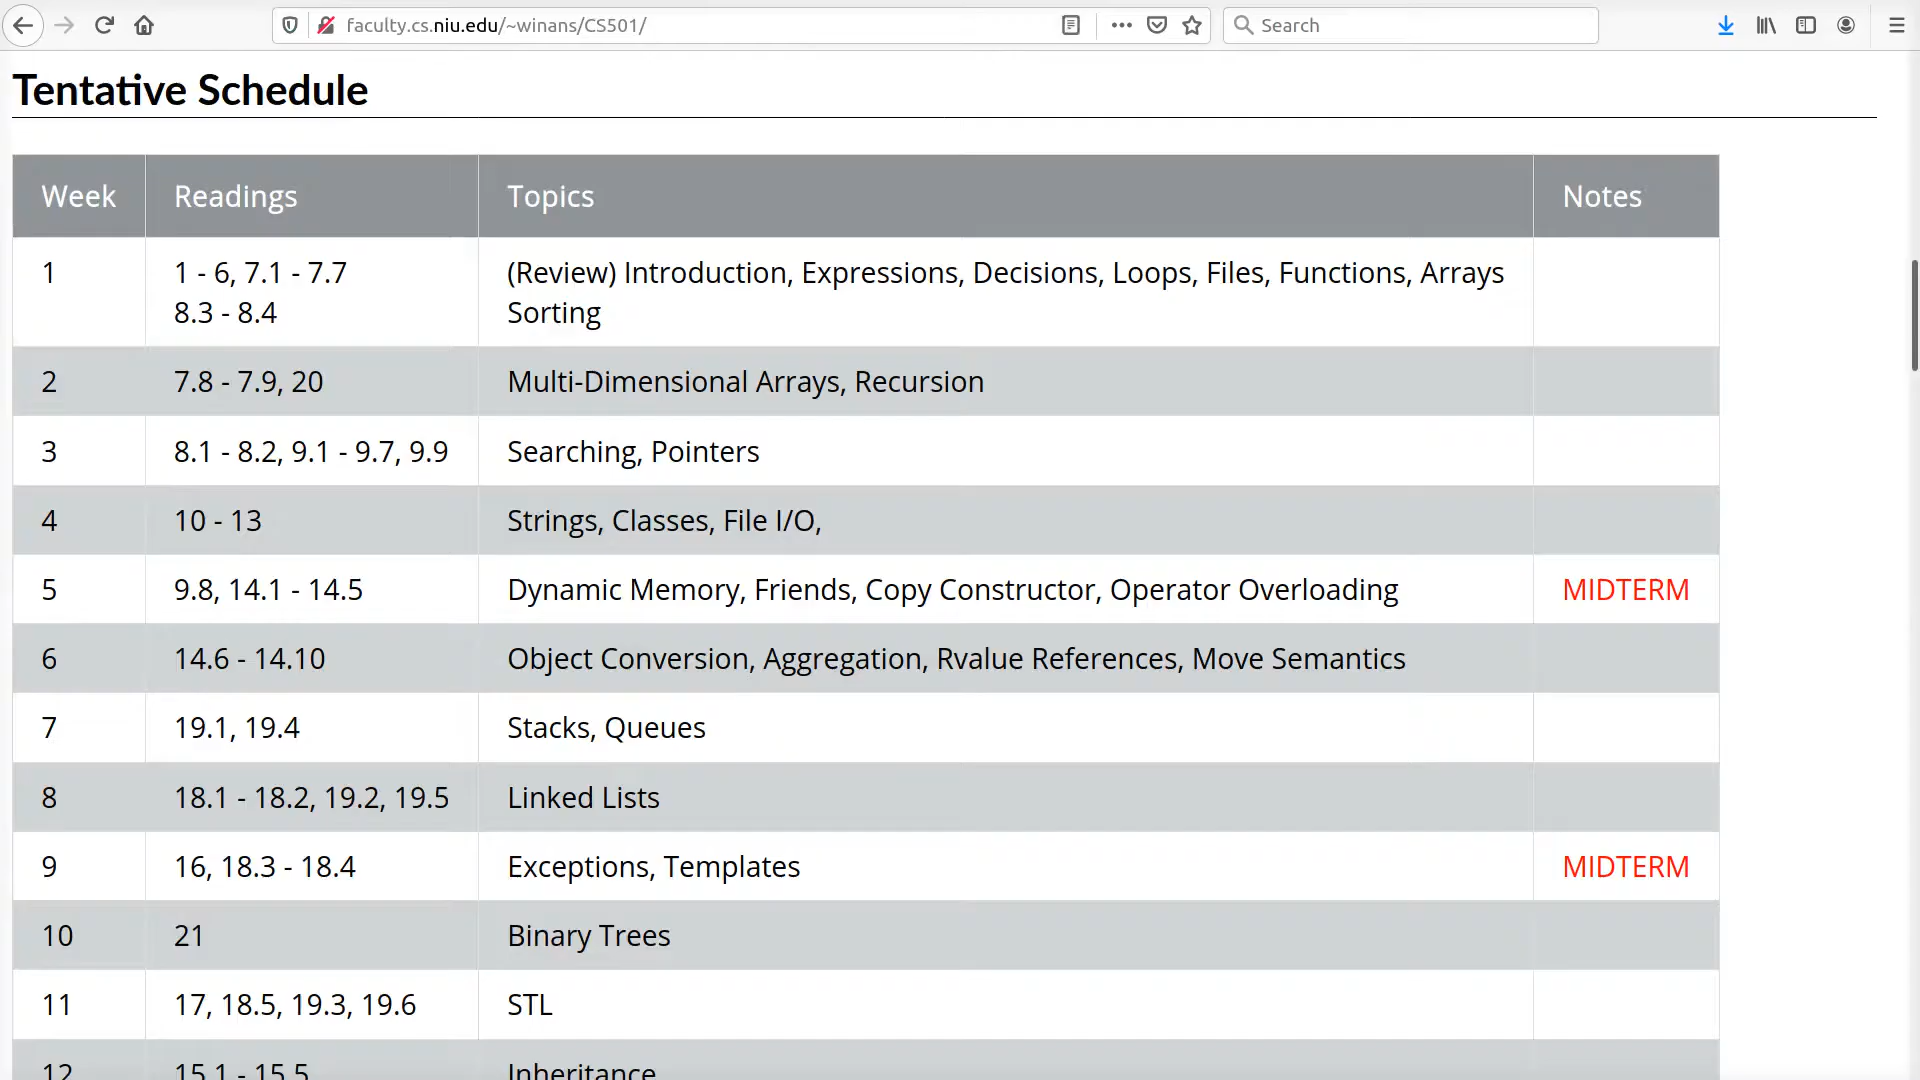 faculty.cs.niu.edu/~winans/CS501/
Search
Tentative Schedule
Week Readings Topics Notes
1 1 - 6, 7.1 - 7.7 (Review) Introduction, Expressions, Decisions, Loops, Files, Functions, Arrays
8.3 - 8.4 Sorting
2 7.8 - 7.9, 20 Multi-Dimensional Arrays, Recursion
3 8.1 - 8.2, 9.1 - 9.7, 9.9 Searching, Pointers
4 10 - 13 Strings, Classes, File I/O,
5 9.8, 14.1 - 14.5 Dynamic Memory, Friends, Copy Constructor, Operator Overloading MIDTERM
6 14.6 - 14.10 Object Conversion, Aggregation, Rvalue References, Move Semantics
7 19.1, 19.4 Stacks, Queues
8 18.1 - 18.2, 19.2, 19.5 Linked Lists
9 16, 18.3 - 18.4 Exceptions, Templates MIDTERM
10 21 Binary Trees
11 17, 18.5, 19.3, 19.6 STL
12 15.1 - 15.5 Inheritance